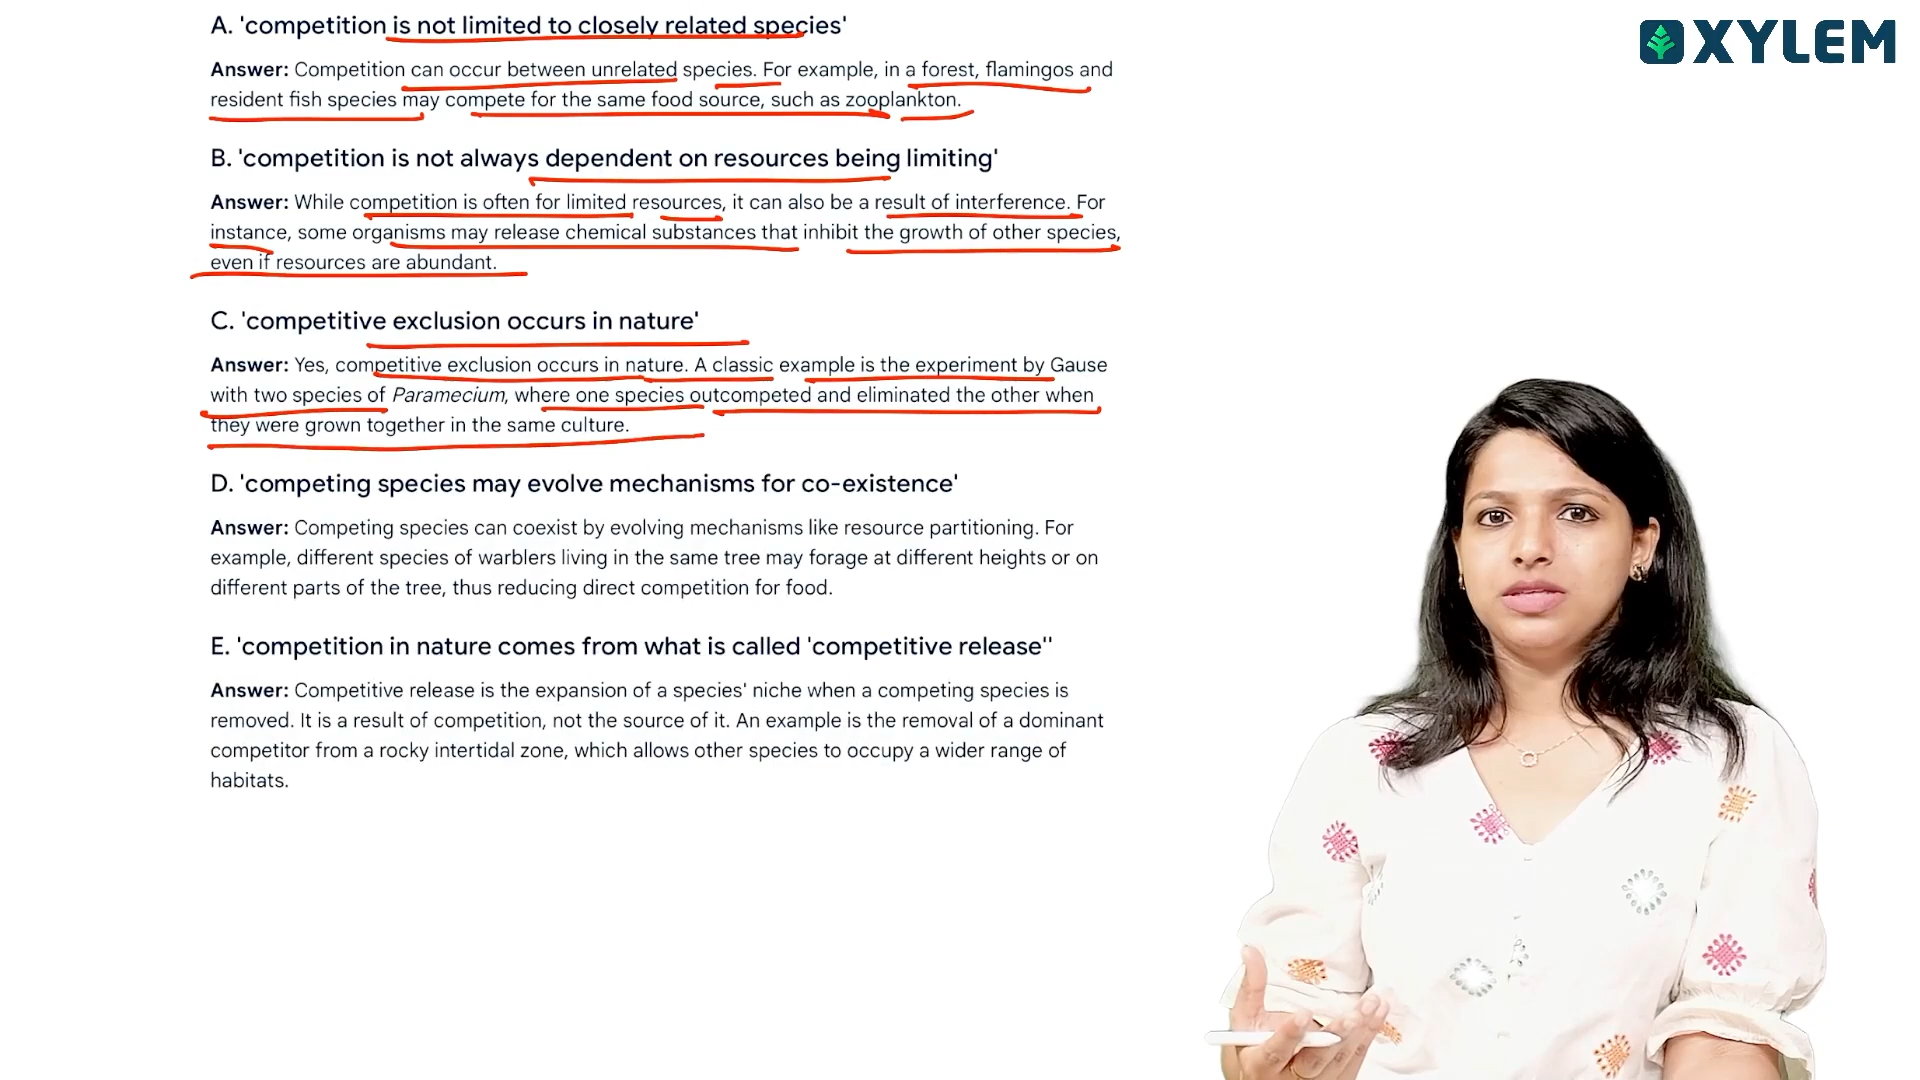 XYLEM
A. 'competition is not limited to closely related species'
Answer: Competition can occur between unrelated species. For example, in a forest, flamingos and
resident fish species may compete for the same food source, such as zooplankton.
B. 'competition is not always dependent on resources being limiting'
Answer: While competition is often for limited resources, it can also be a result of interference. For
instance, some organisms may release chemical substances that inhibit the growth of other species,
even if resources are abundant.
C. 'competitive exclusion occurs in nature'
Answer: Yes, competitive exclusion occurs in nature. A classic example is the experiment by Gause
with two species of Paramecium, where one species outcompeted and eliminated the other when
they were grown together in the same culture.
D. 'competing species may evolve mechanisms for co-existence'
Answer: Competing species can coexist by evolving mechanisms like resource partitioning. For
example, different species of warblers living in the same tree may forage at different heights or on
different parts of the tree, thus reducing direct competition for food.
E. 'competition in nature comes from what is called 'competitive release''
Answer: Competitive release is the expansion of a species' niche when a competing species is
removed. It is a result of competition, not the source of it. An example is the removal of a dominant
competitor from a rocky intertidal zone, which allows other species to occupy a wider range of
habitats.